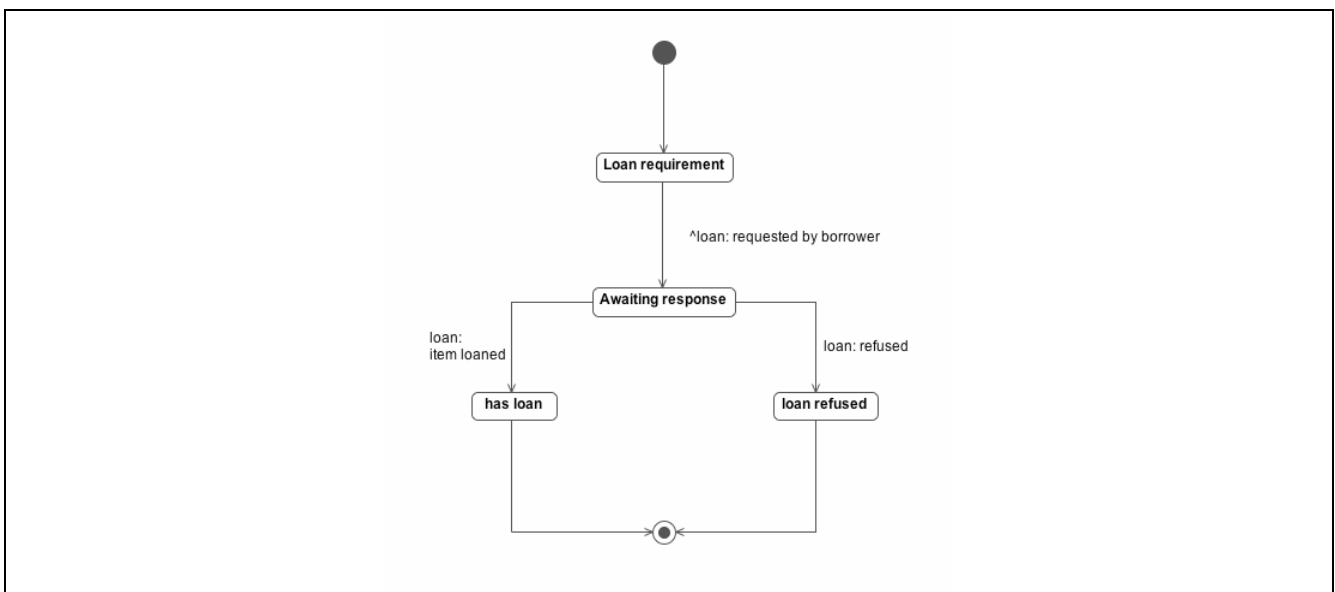 Loan requirement
^loan: requested by borrower
Awaiting response
loan:
item loaned
loan: refused
has loan
loan refused